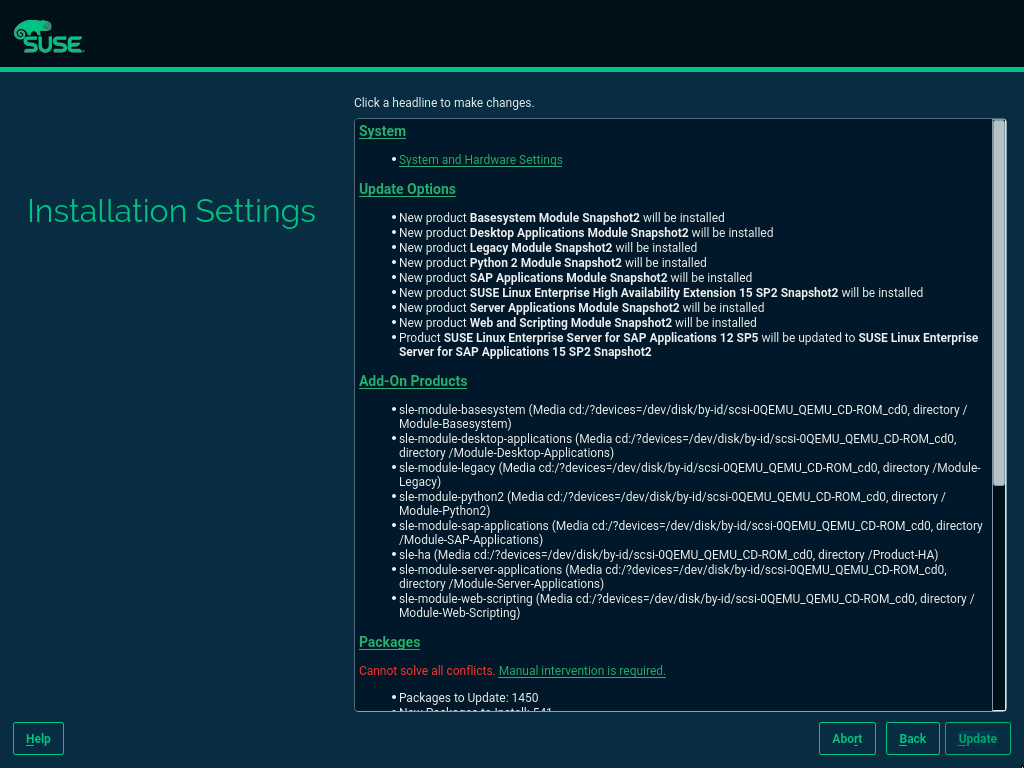 SUSE
Click a headline to make changes.
Installation Settings
System
• System and Hardware Settings
Update Options
• New product Basesystem Module Snapshot2 will be installed
• New product Desktop Applications Module Snapshot2 will be installed
• New product Legacy Module Snapshot2 will be installed
• New product Python 2 Module Snapshot2 will be installed
• New product SAP Applications Module Snapshot2 will be installed
• New product SUSE Linux Enterprise High Availability Extension 15 SP2 Snapshot2 will be installed
• New product Server Applications Module Snapshot2 will be installed
• New product Web and Scripting Module Snapshot2 will be installed
• Product SUSE Linux Enterprise Server for SAP Applications 12 SP5 will be updated to SUSE Linux Enterprise
Server for SAP Applications 15 SP2 Snapshot2
Add-On Products
• sle-module-basesystem (Media cd:/?devices=/dev/disk/by-id/scsi-0QEMU_QEMU_CD-ROM_cd0, directory /
Module-Basesystem)
• sle-module-desktop-applications (Media cd:/?devices=/dev/disk/by-id/scsi-0QEMU_QEMU_CD-ROM_cd0,
directory /Module-Desktop-Applications)
• sle-module-legacy (Media cd:/?devices=/dev/disk/by-id/scsi-0QEMU_QEMU_CD-ROM_cd0, directory /Module-
Legacy)
• sle-module-python2 (Media cd:/?devices=/dev/disk/by-id/scsi-0QEMU_QEMU_CD-ROM_cd0, directory /
Module-Python2)
• sle-module-sap-applications (Media cd:/?devices=/dev/disk/by-id/scsi-0QEMU_QEMU_CD-ROM_cd0, directory
/Module-SAP-Applications)
• sle-ha (Media cd:/?devices=/dev/disk/by-id/scsi-0QEMU_QEMU_CD-ROM_cd0, directory /Product-HA)
• sle-module-server-applications (Media cd:/?devices=/dev/disk/by-id/scsi-0QEMU_QEMU_CD-ROM_cd0,
directory /Module-Server-Applications)
• sle-module-web-scripting (Media cd:/?devices=/dev/disk/by-id/scsi-0QEMU_QEMU_CD-ROM_cd0, directory /
Module-Web-Scripting)
Packages
Cannot solve all conflicts. Manual intervention is required.
• Packages to Update: 1450
• New Packages to Install: 541
Help
Abort
Back
Update